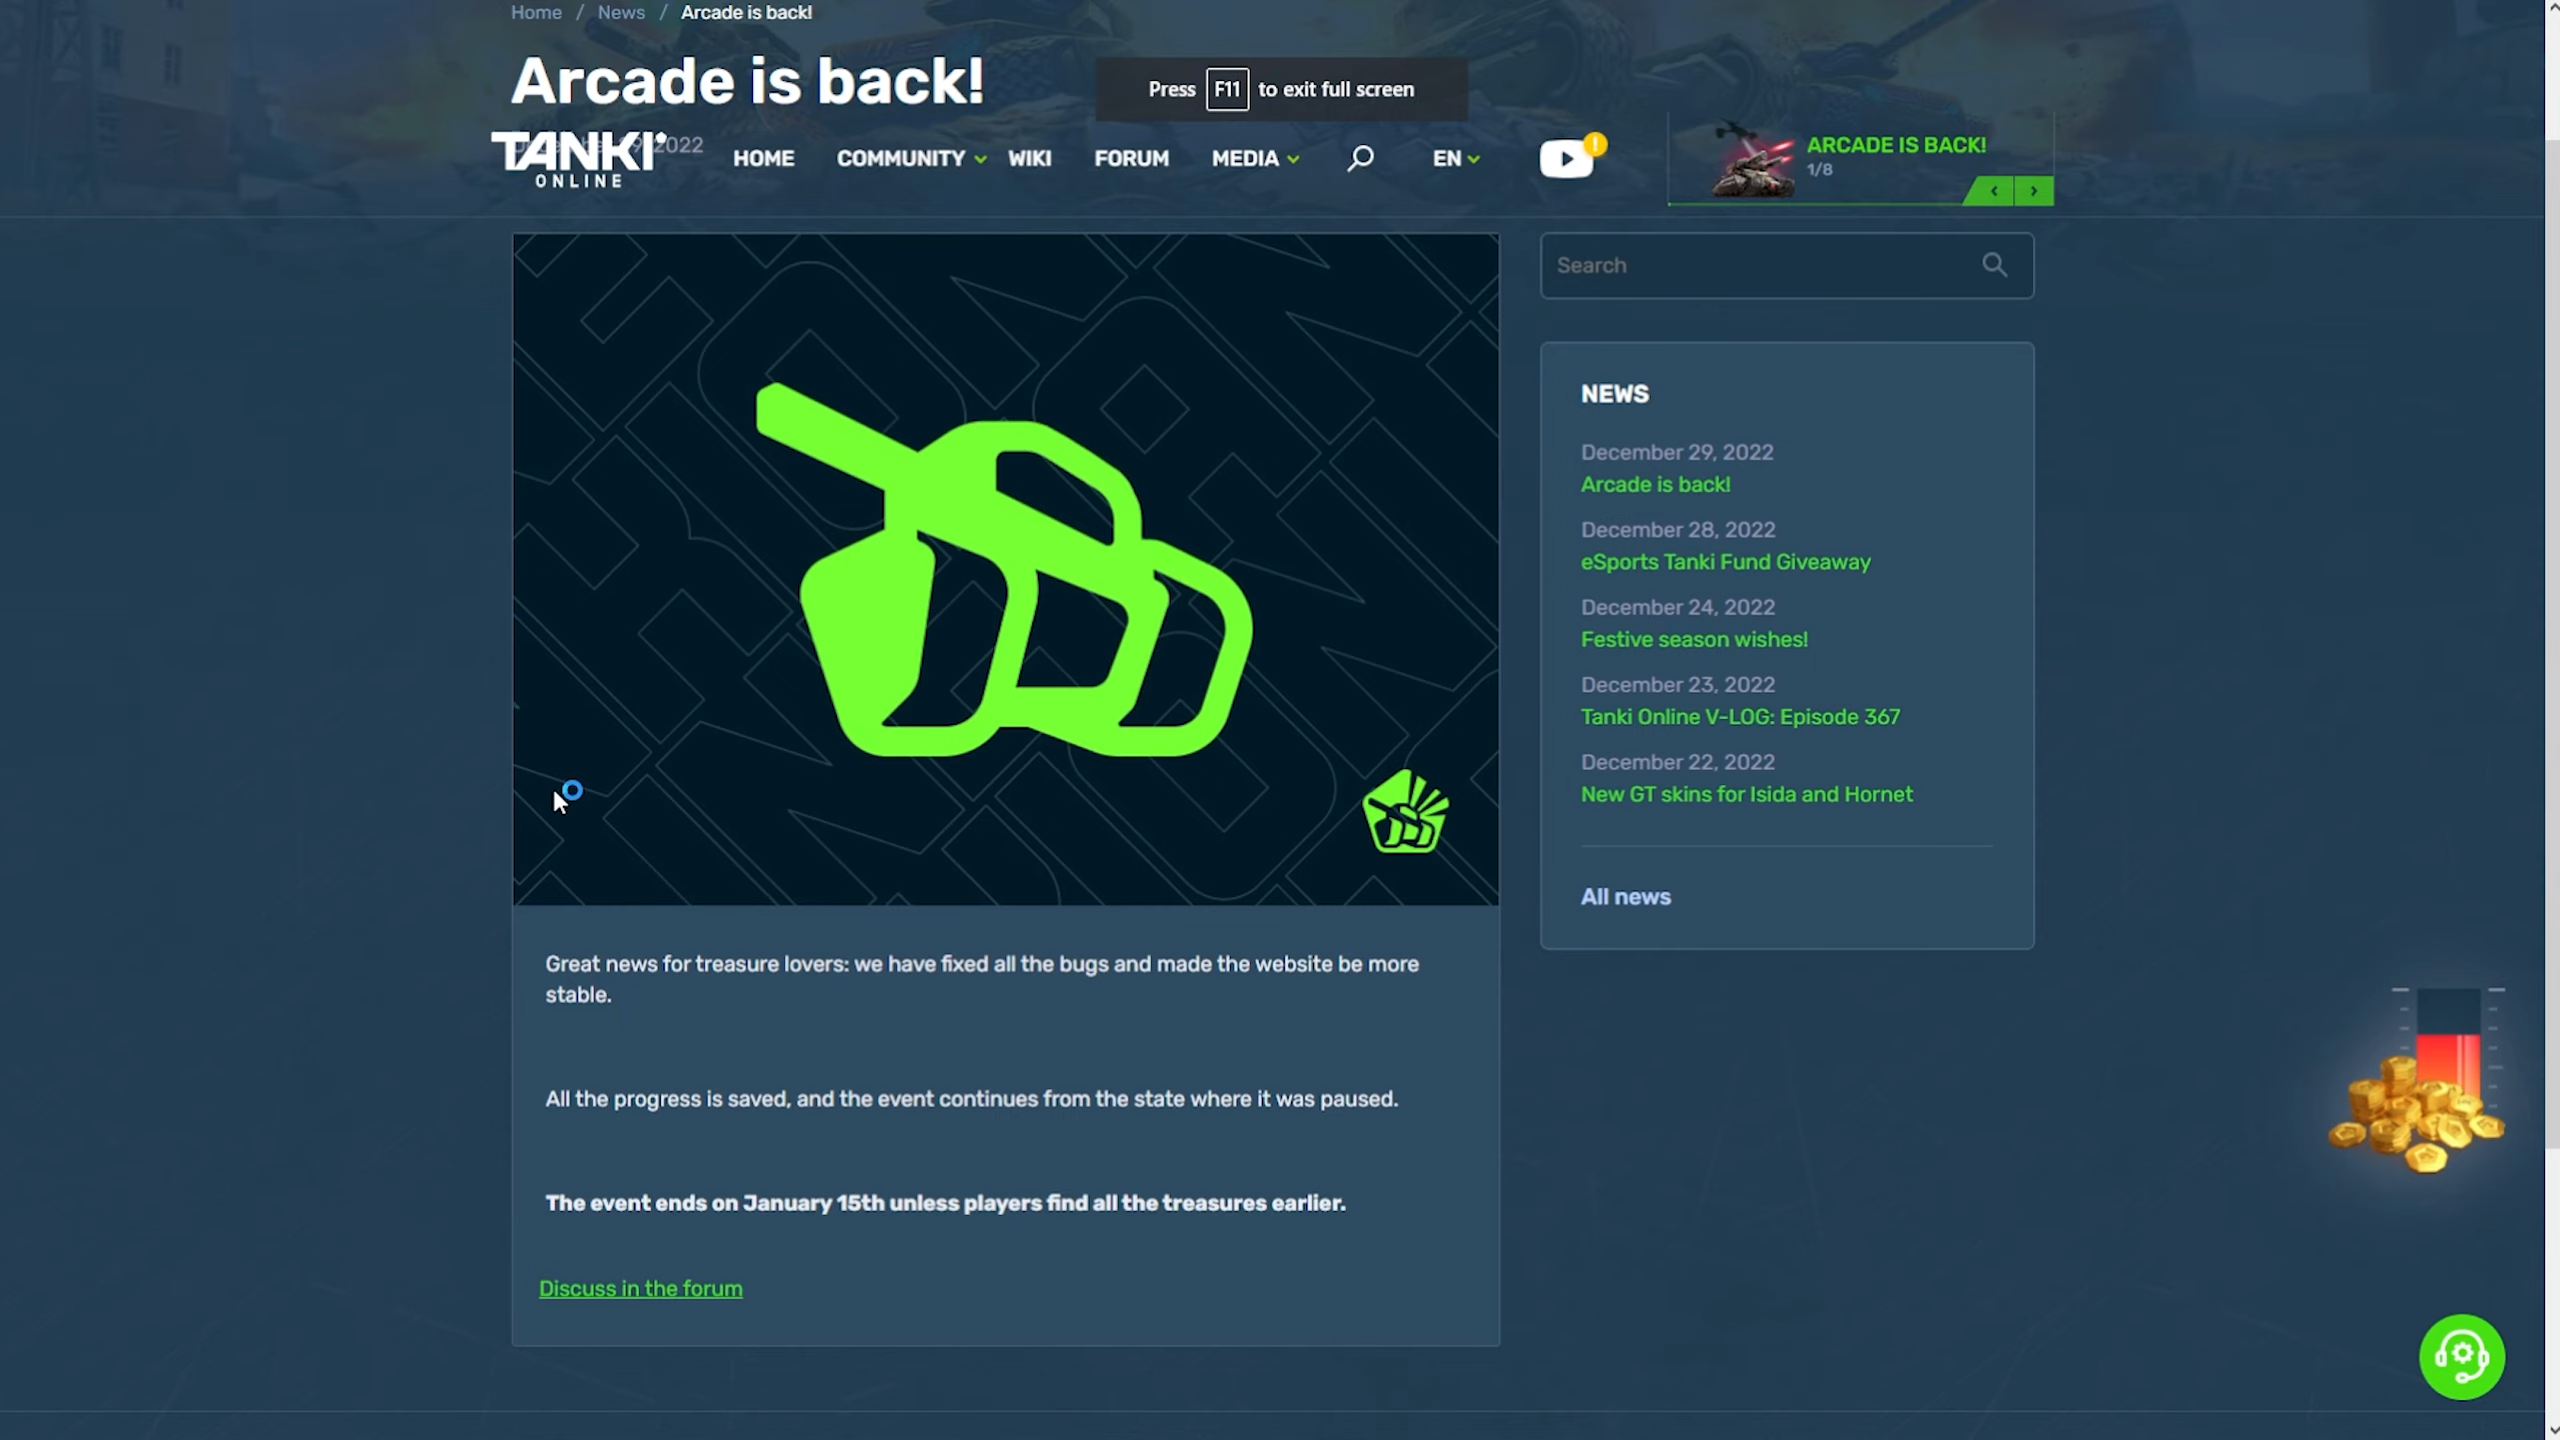 Home / News / Arcade is back!
Arcade is back!
Press F11 to exit full screen
2022
TANKI
ONLINE
HOME COMMUNITY WIKI FORUM MEDIA EN
!
ARCADE IS BACK!
1/8
Search
NEWS
December 29, 2022
Arcade is back!
December 28, 2022
eSports Tanki Fund Giveaway
December 24, 2022
Festive season wishes!
December 23, 2022
Tanki Online V-LOG: Episode 367
December 22, 2022
New GT skins for Isida and Hornet
All news
Great news for treasure lovers: we have fixed all the bugs and made the website be more
stable.
All the progress is saved, and the event continues from the state where it was paused.
The event ends on January 15th unless players find all the treasures earlier.
Discuss in the forum